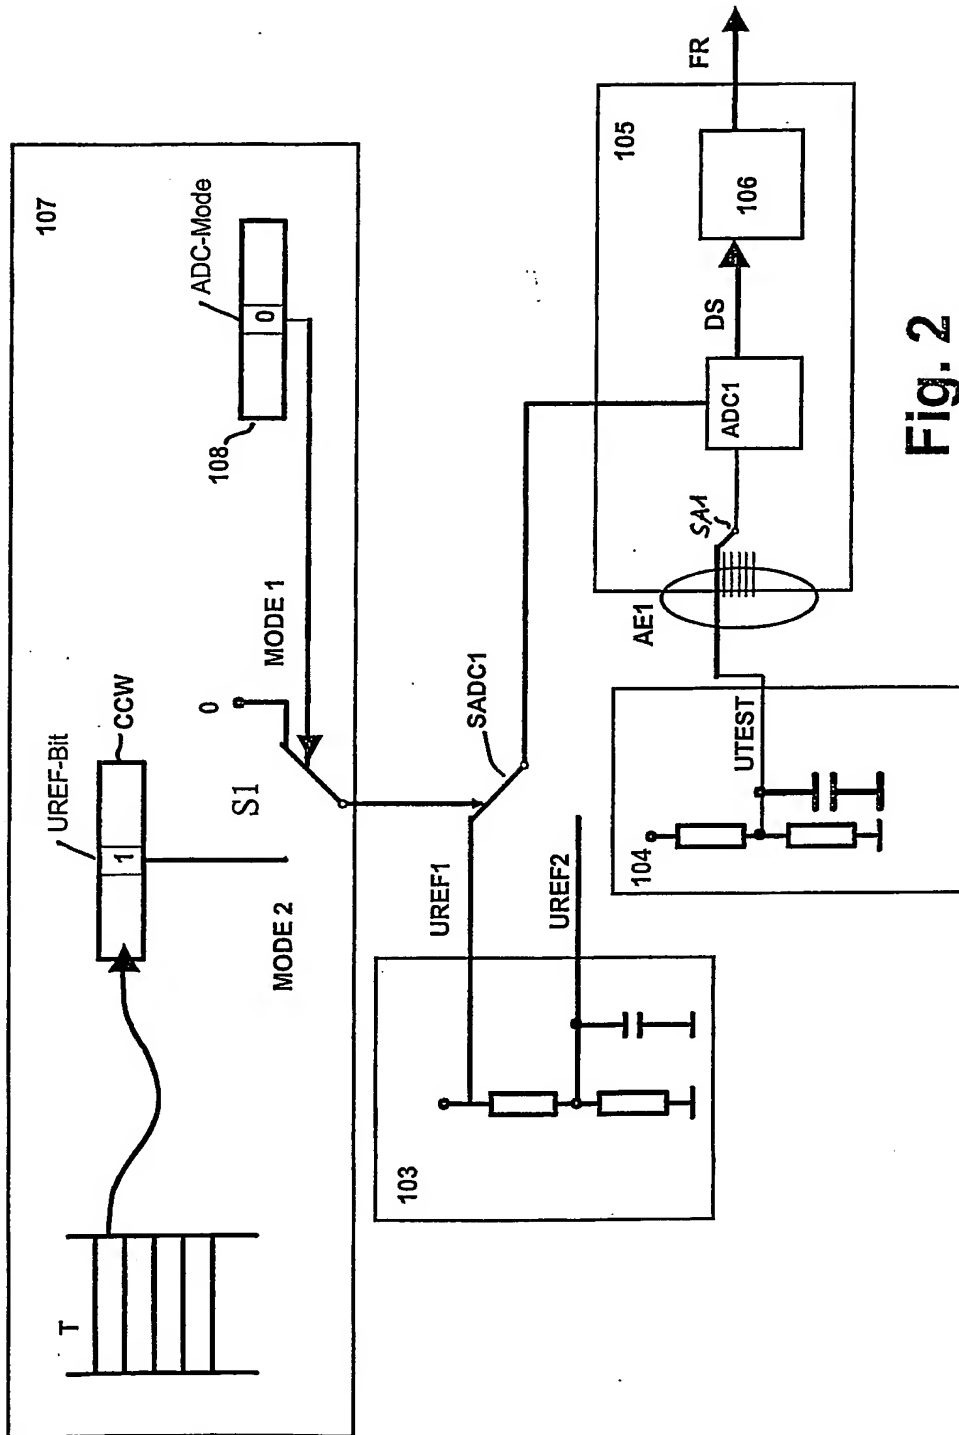 107
T
UREF-Bit
CCW
1
MODE 2
ADC-Mode
0
108
MODE 1
0
S1
SADC1
UREF1
UREF2
103
104
UTEST
AE1
SA1
105
ADC1
DS
106
FR
Fig. 2